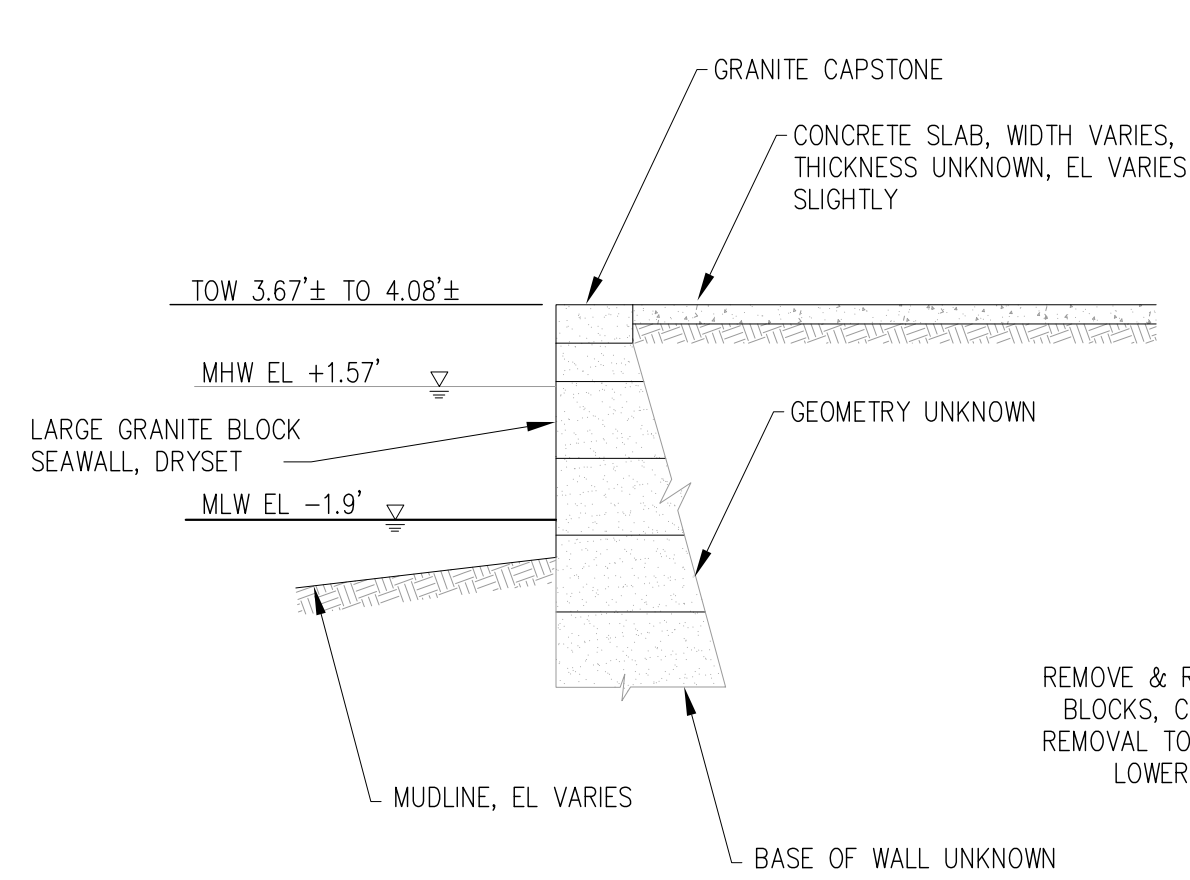 GRANITE CAPSTONE
CONCRETE SLAB, WIDTH VARIES,
THICKNESS UNKNOWN, EL VARIES
SLIGHTLY
TOW 3.67'± TO 4.08'±
MHW EL +1.57'
LARGE GRANITE BLOCK
SEAWALL, DRYSET
GEOMETRY UNKNOWN
MLW EL -1.9'
REMOVE & R
BLOCKS, C
REMOVAL TO
LOWER
MUDLINE, EL VARIES
BASE OF WALL UNKNOWN